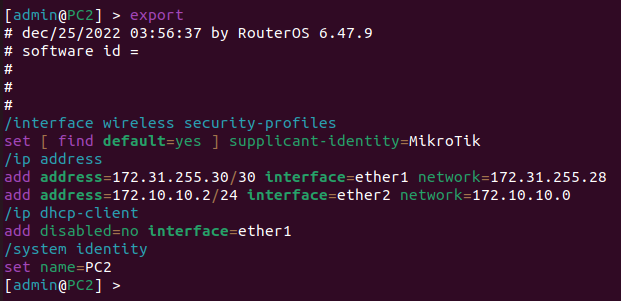 [admin@PC2] > export
# dec/25/2022 03:56:37 by RouterOS 6.47.9
# software id =
#
#
#
/interface wireless security-profiles
set [ find default=yes ] supplicant-identity=MikroTik
/ip address
add address=172.31.255.30/30 interface=ether1 network=172.31.255.28
add address=172.10.10.2/24 interface=ether2 network=172.10.10.0
/ip dhcp-client
add disabled=no interface=ether1
/system identity
set name=PC2
[admin@PC2] >